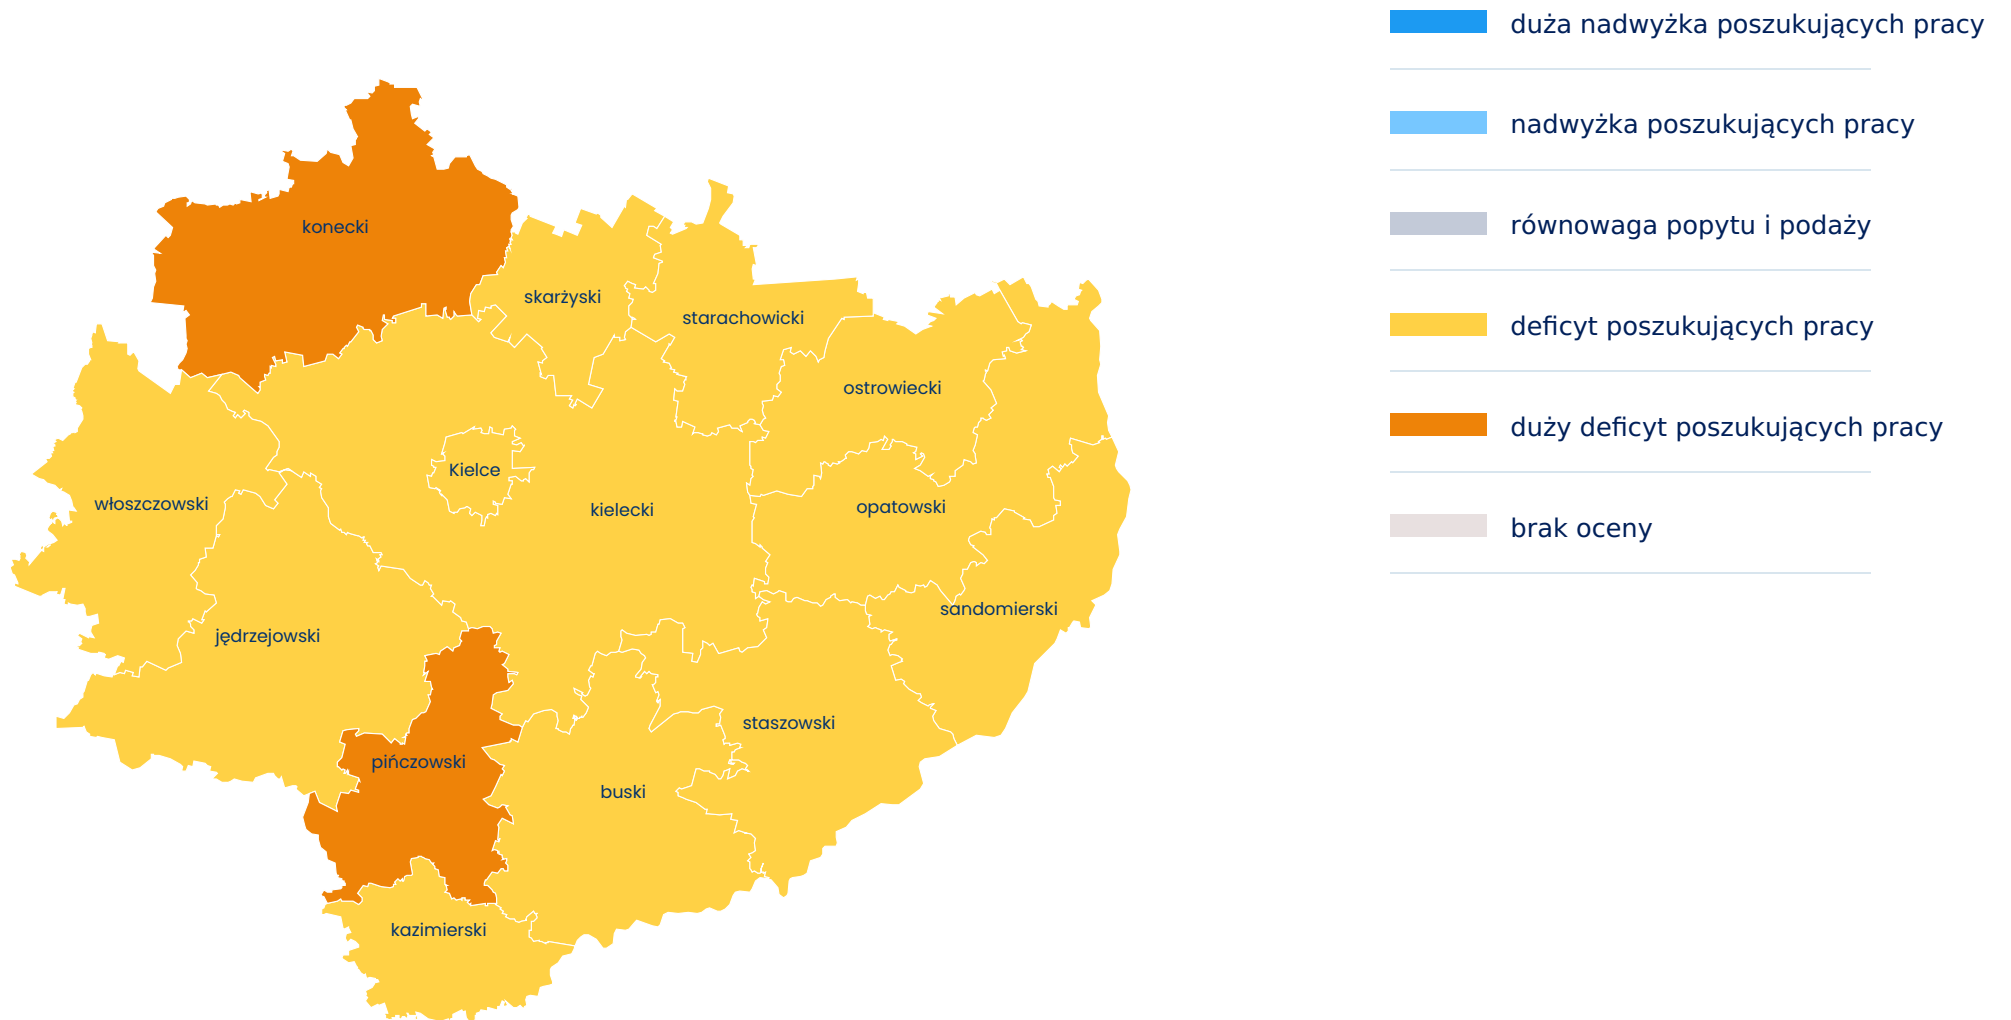 duża nadwyżka poszukujących pracy
nadwyżka poszukujących pracy
równowaga popytu i podaży
deficyt poszukujących pracy
duży deficyt poszukujących pracy
brak oceny
konecki
skarżyski
starachowicki
ostrowiecki
Kielce
włoszczowski
kielecki
opatowski
sandomierski
jędrzejowski
staszowski
pińczowski
buski
kazimierski